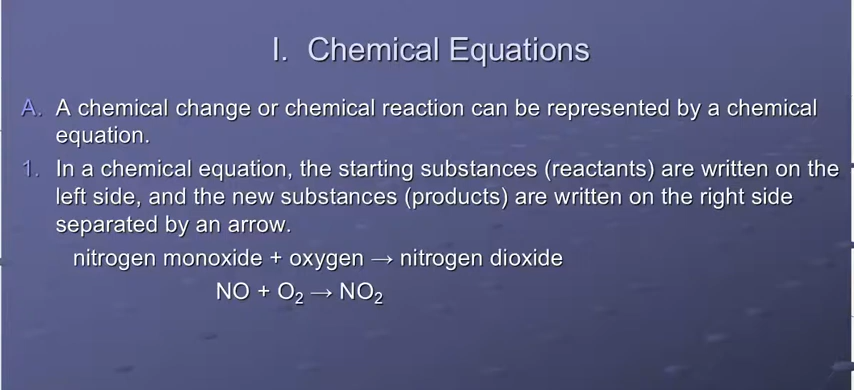 I. Chemical Equations
A. A chemical change or chemical reaction can be represented by a chemical
equation.
1. In a chemical equation, the starting substances (reactants) are written on the
left side, and the new substances (products) are written on the right side
separated by an arrow.
nitrogen monoxide + oxygen → nitrogen dioxide
NO + O₂ → NO₂